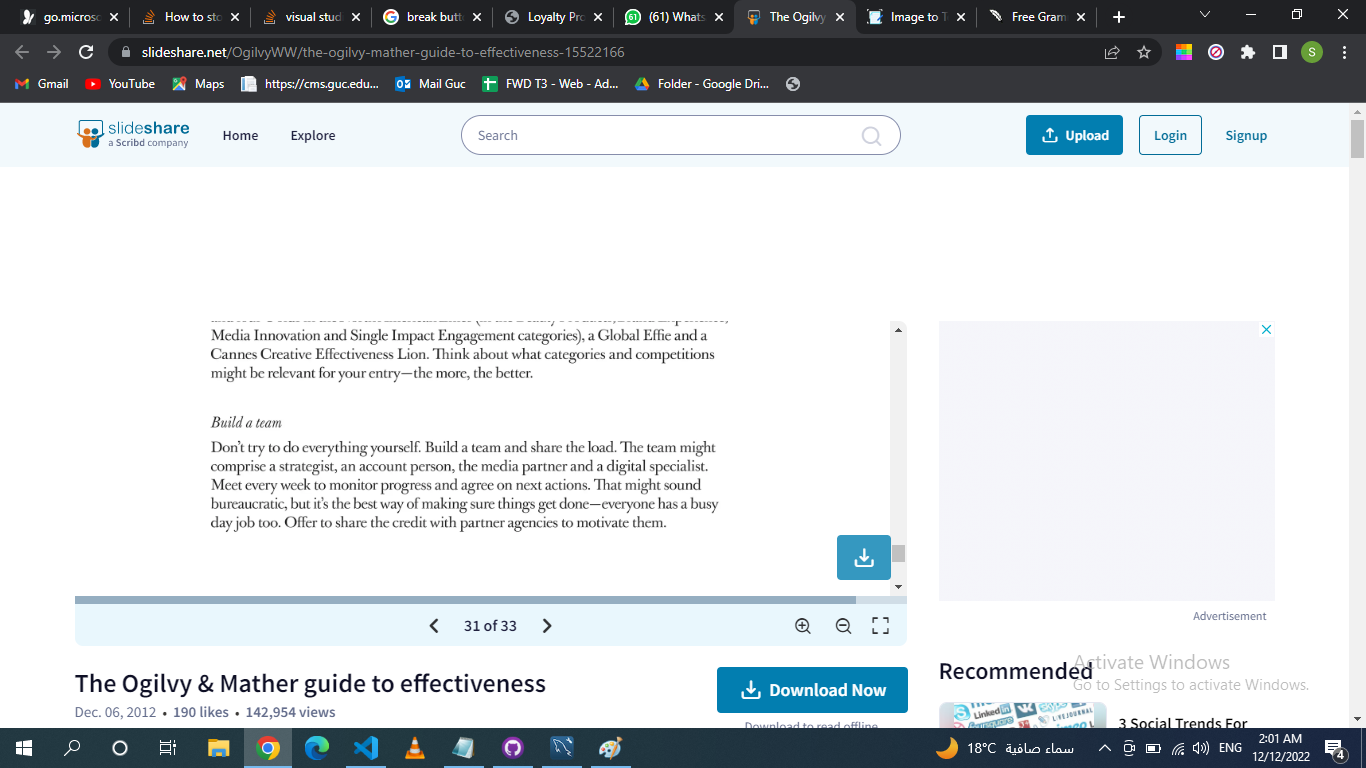 go.micros
How to sto
visual stud
break butt
Loyalty Pro
(61) Whats
The Ogilvy
Image to T
Free Gram
slideshare.net/OgilvyWW/the-ogilvy-mather-guide-to-effectiveness-15522166
S
Gmail
YouTube
Maps
https://cms.guc.edu...
Mail Guc
FWD T3 - Web - Ad...
Folder - Google Dri...
slideshare
a Scribd company
Home
Explore
Search
Upload
Login
Signup
Media Innovation and Single Impact Engagement categories), a Global Effie and a
Cannes Creative Effectiveness Lion. Think about what categories and competitions
might be relevant for your entry—the more, the better.
Build a team
Don't try to do everything yourself. Build a team and share the load. The team might
comprise a strategist, an account person, the media partner and a digital specialist.
Meet every week to monitor progress and agree on next actions. That might sound
bureaucratic, but it's the best way of making sure things get done—everyone has a busy
day job too. Offer to share the credit with partner agencies to motivate them.
31 of 33
Advertisement
The Ogilvy & Mather guide to effectiveness
Dec. 06, 2012 • 190 likes • 142,954 views
Download Now
Download to read offline
Recommended
Activate Windows
Go to Settings to activate Windows.
LinkedIn
LIVEJOURNAL
3 Social Trends For
18°C سماء صافية
ENG
2:01 AM
12/12/2022
4